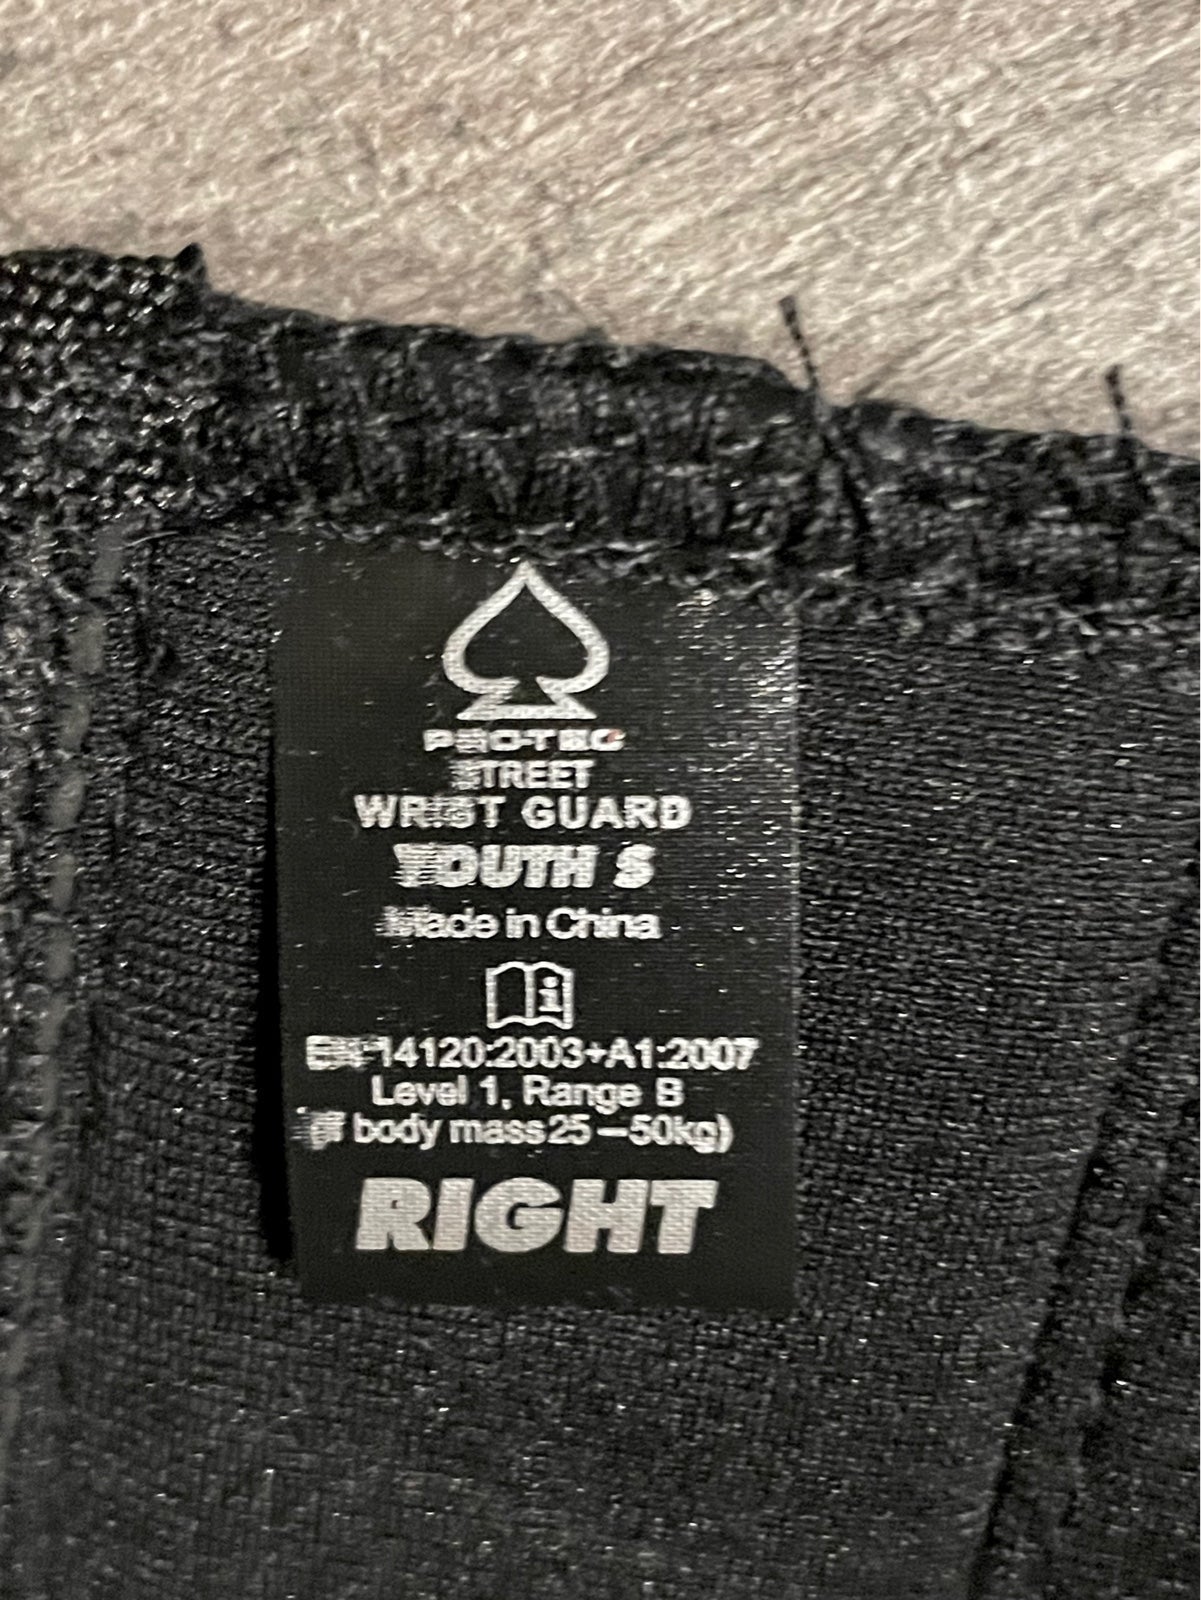 PRO-TEC
STREET
WRIST GUARD
YOUTH S
Made in China
i
EN 14120:2003+A1:2007
Level 1, Range B
(if body mass 25-50kg)
RIGHT